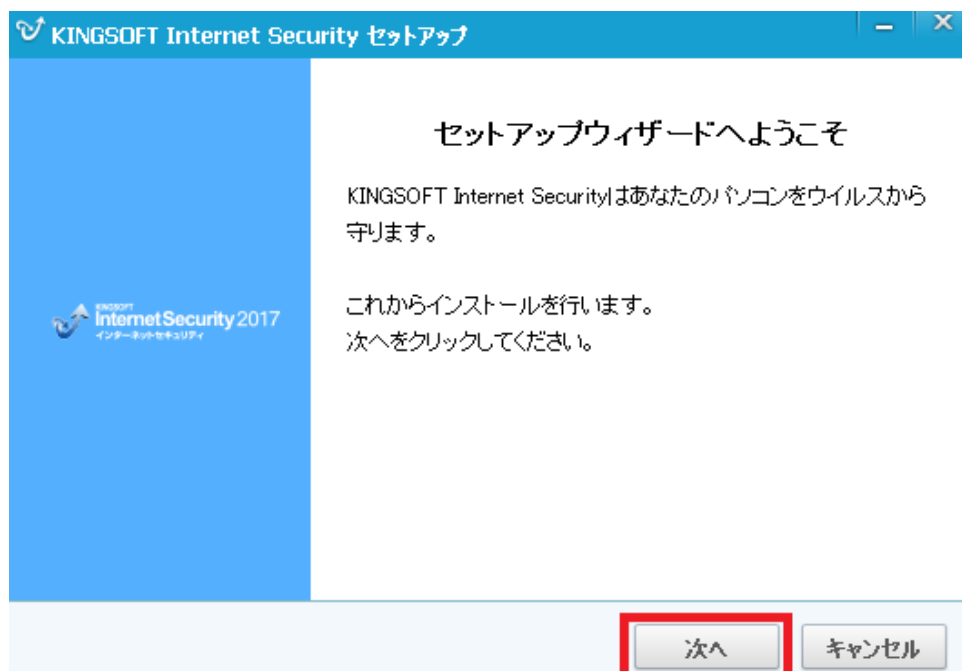 KINGSOFT Internet Security セットアップ
セットアップウィザードへようこそ
KINGSOFT Internet Securityはあなたのパソコンをウイルスから
守ります。
KINGSOFT
Internet Security 2017
インターネットセキュリティ
これからインストールを行います。
次へをクリックしてください。
次へ
キャンセル